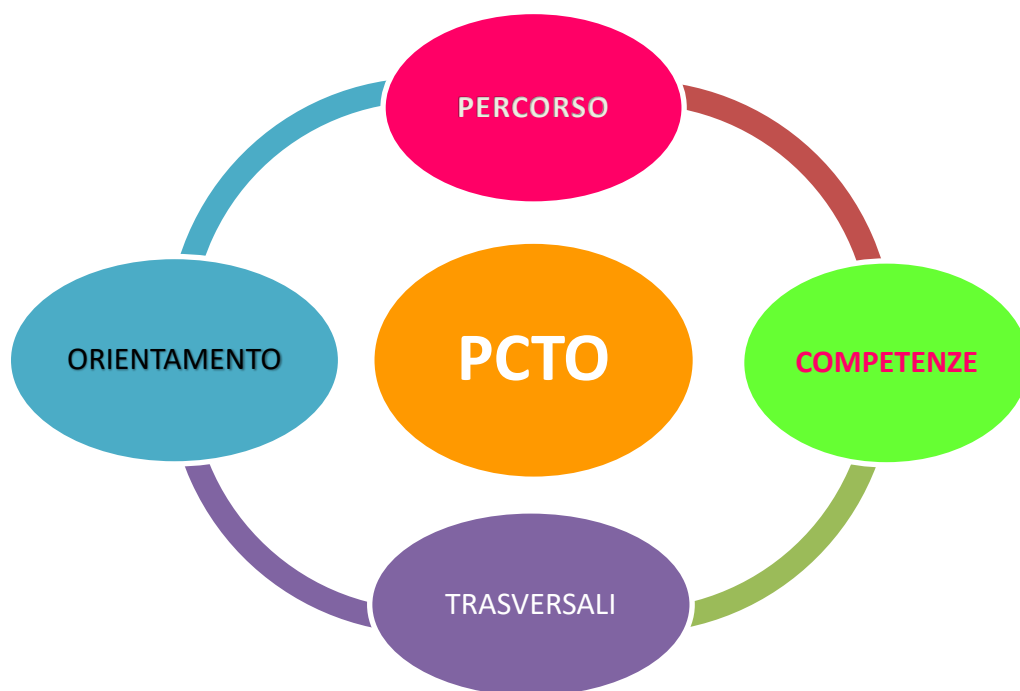 PERCORSO
ORIENTAMENTO
PCTO
COMPETENZE
TRASVERSALI